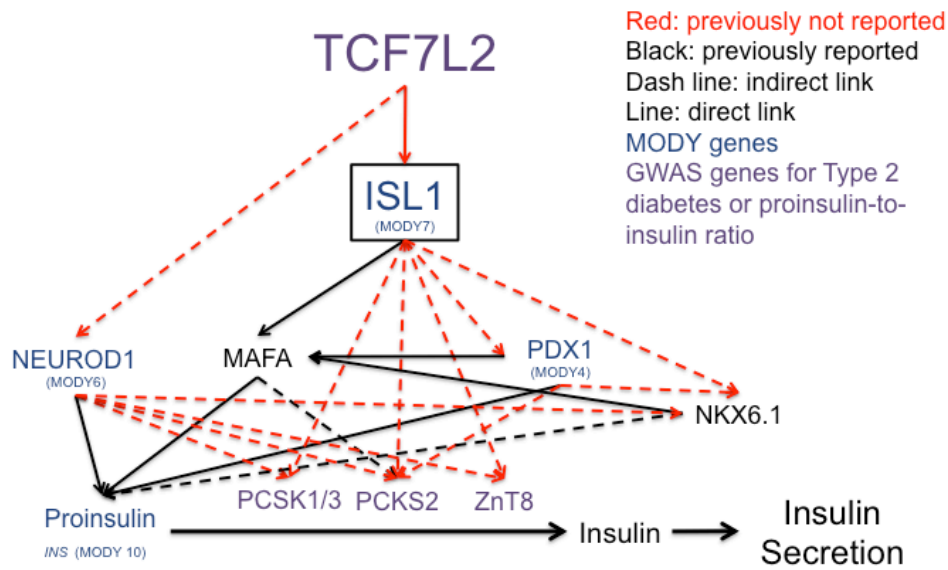 TCF7L2
Red: previously not reported
Black: previously reported
Dash line: indirect link
Line: direct link
MODY genes
GWAS genes for Type 2
diabetes or proinsulin-to-
insulin ratio
ISL1
(MODY7)
NEUROD1
(MODY6)
MAFA
PDX1
(MODY4)
NKX6.1
PCSK1/3
PCKS2
ZnT8
Proinsulin
INS (MODY 10)
Insulin
Insulin
Secretion